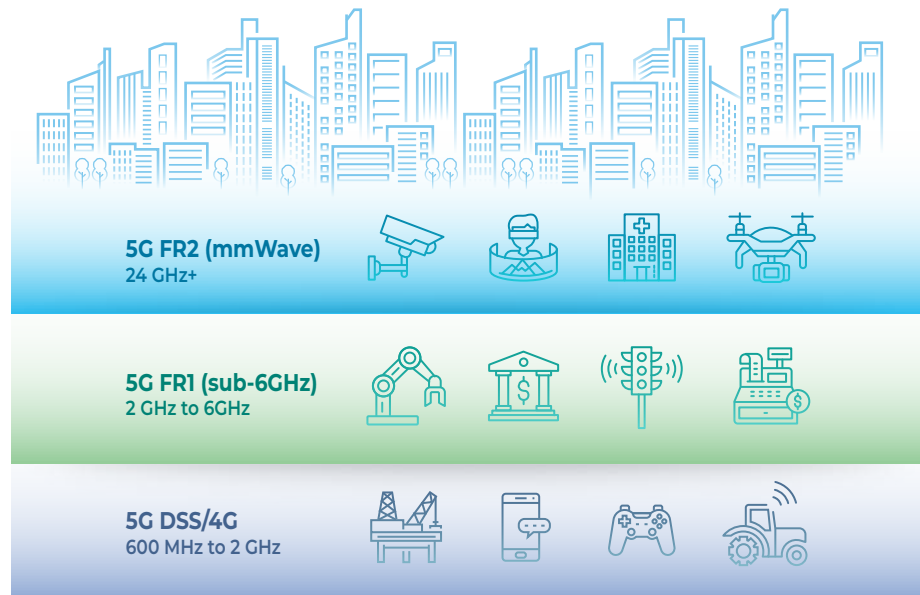 5G FR2 (mmWave)
24 GHz+
5G FR1 (sub-6GHz)
2 GHz to 6GHz
$
$
5G DSS/4G
600 MHz to 2 GHz